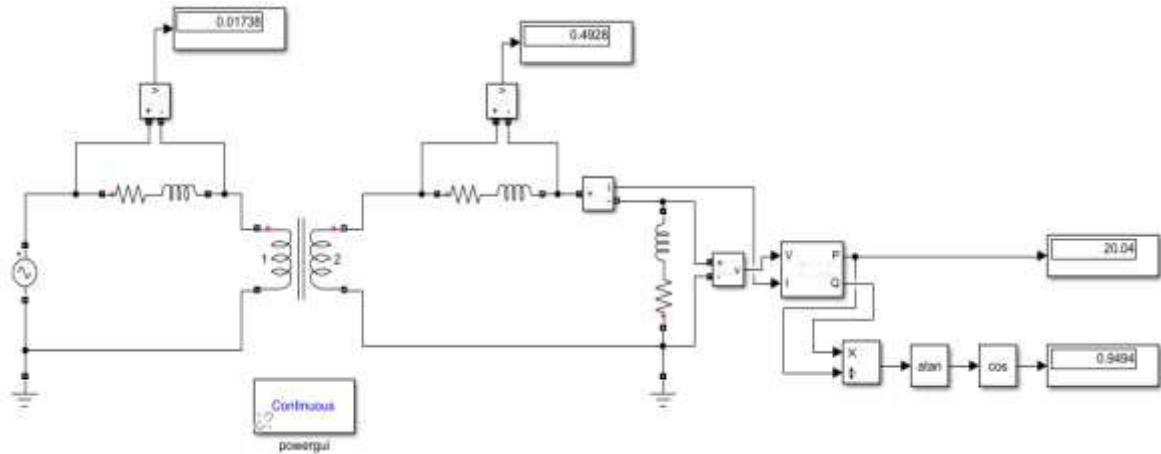 0.01738
0.4928
v
+ -
v
+ -
+
i
-
1
2
+
-
v
V
I
P
Q
20.04
×
÷
atan
cos
0.9494
Continuous
powergui